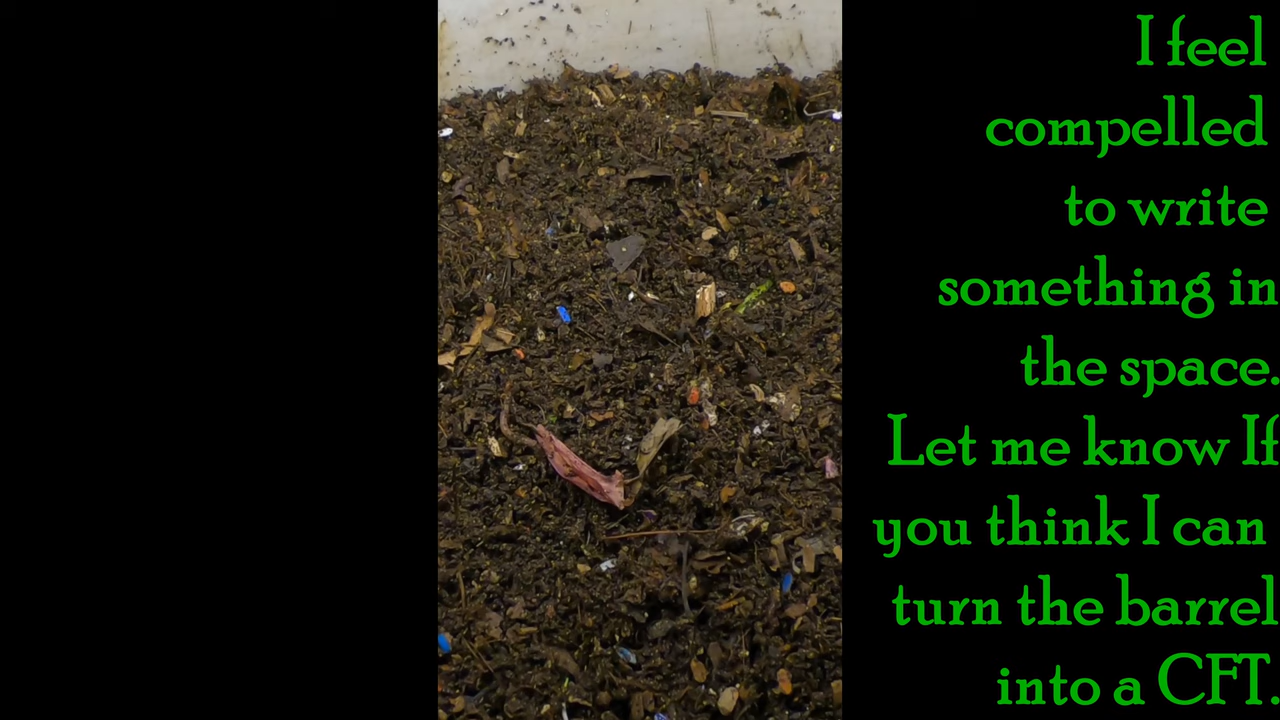 I feel
compelled
to write
something in
the space.
Let me know If
you think I can
turn the barrel
into a CFT.